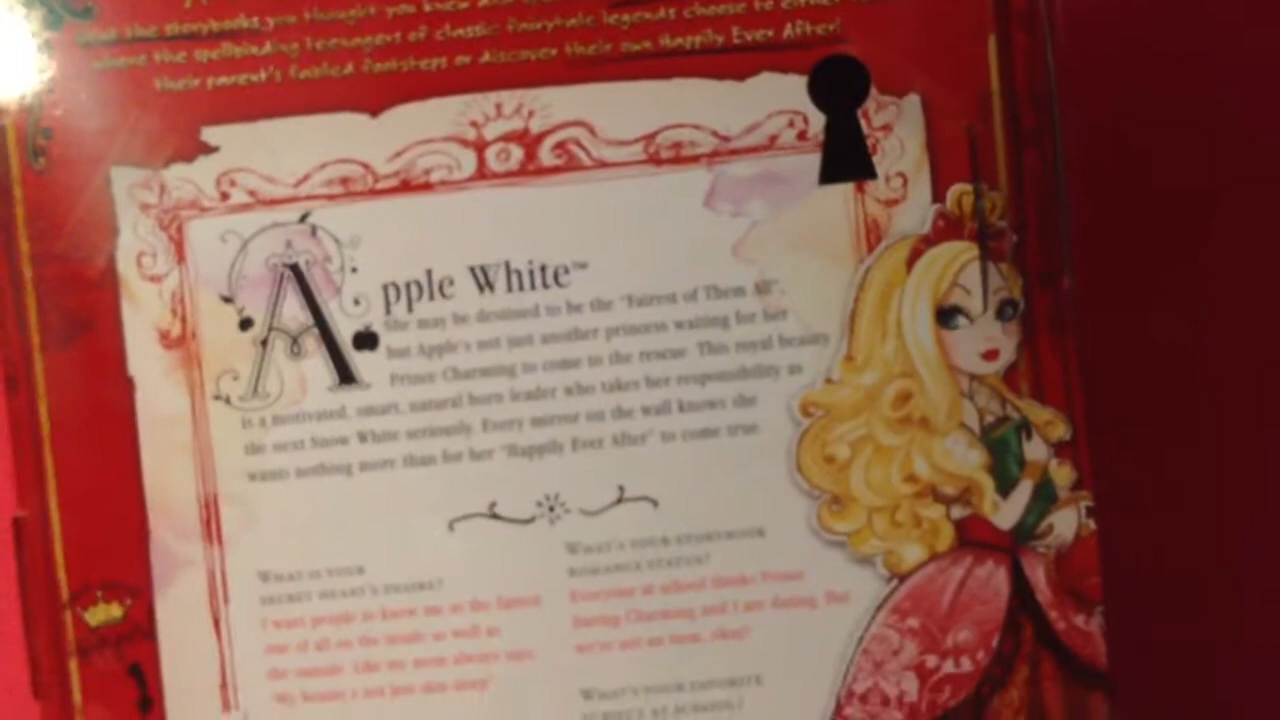 the storybooks you thought you knew
where the spellbinding teenagers of classic fairytale legends choose to either
their parent's fabled footsteps or discover their own Happily Ever After!
Apple White™
She may be destined to be the "Fairest of Them All",
but Apple's not just another princess waiting for her
Prince Charming to come to the rescue. This royal beauty
is a motivated, smart, natural born leader who takes her responsibility as
the next Snow White seriously. Every mirror on the wall knows she
wants nothing more than for her "Happily Ever After" to come true.
WHAT IS YOUR
SECRET HEART'S DESIRE?
I want people to know me as the fairest
one of all on the inside as well as
the outside. Like my mom always says,
"My beauty's not just skin-deep!"
WHAT'S YOUR STORYBOOK
ROMANCE STATUS?
Everyone at school thinks Prince
Daring Charming and I are dating. But
we're not an item, okay?
WHAT'S YOUR FAVORITE
SUBJECT AT SCHOOL?